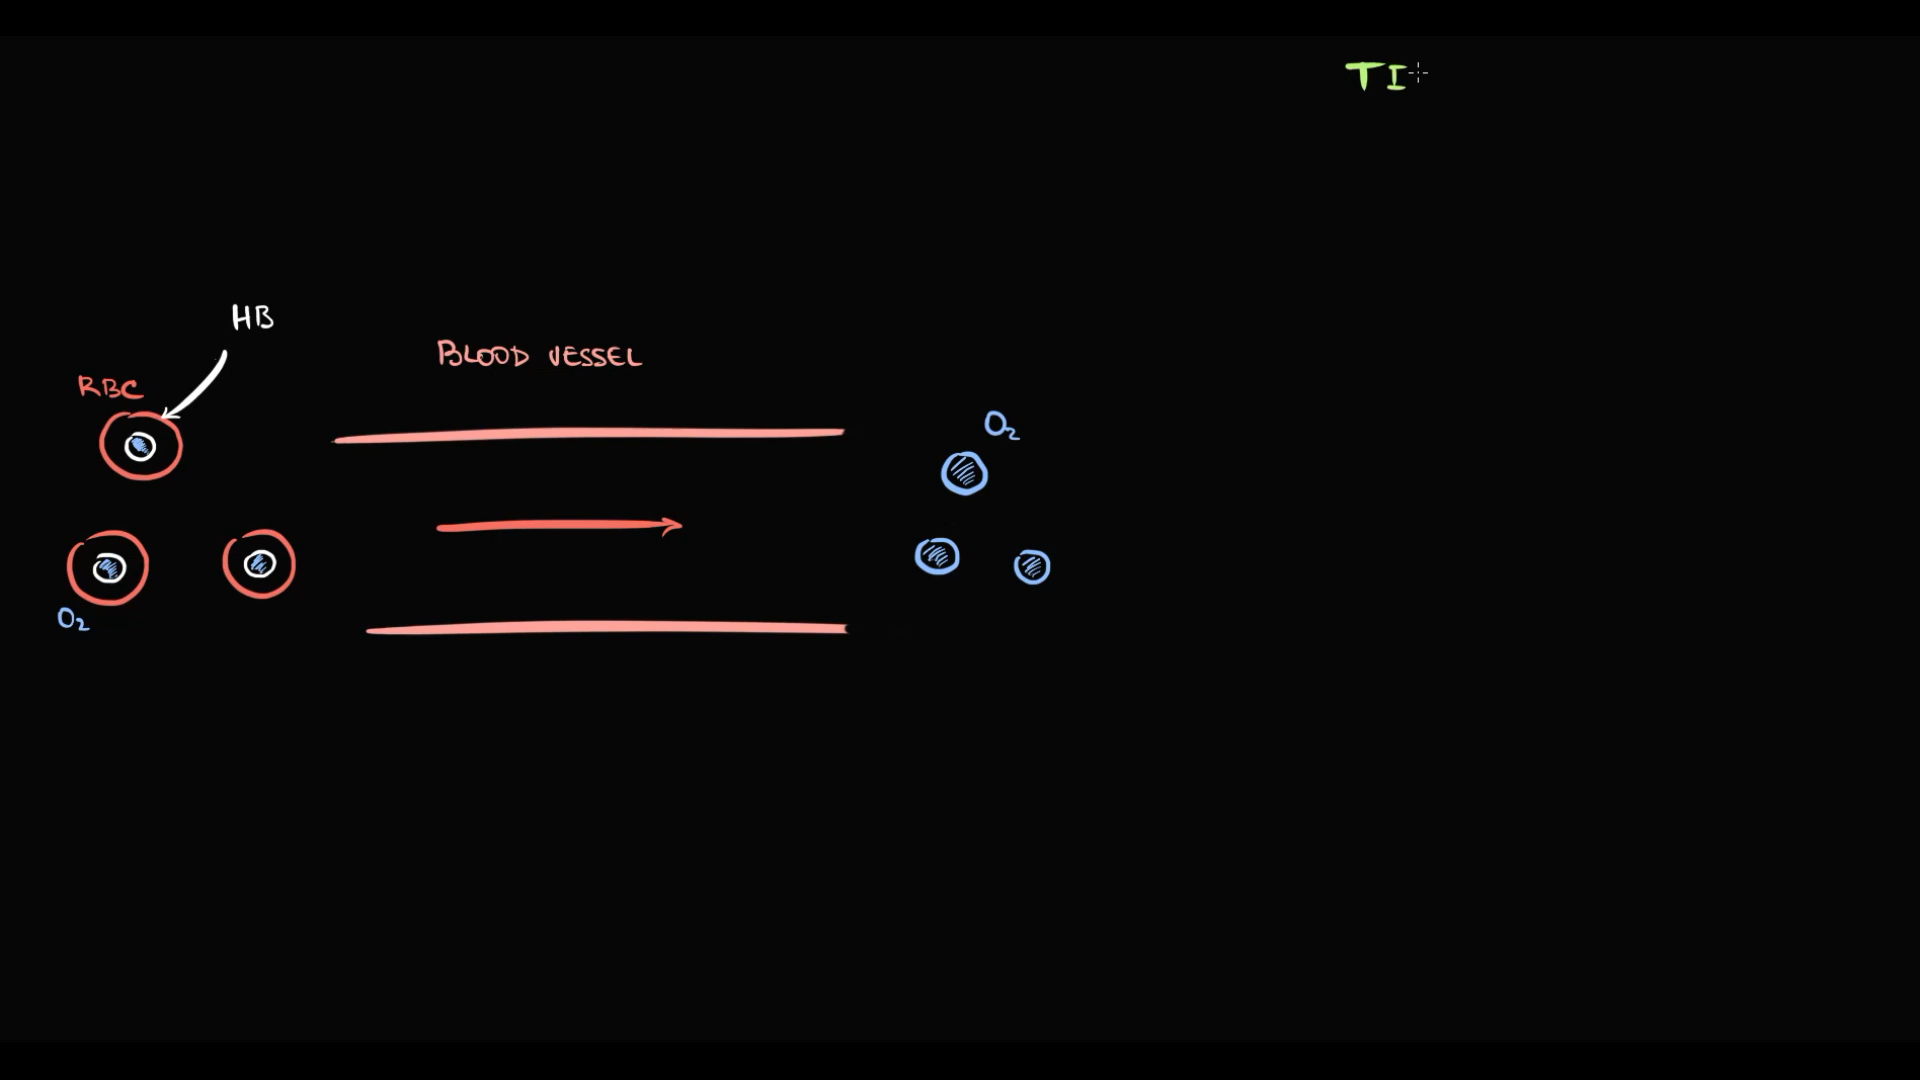 TI
HB
BLOOD VESSEL
RBC
O₂
O₂